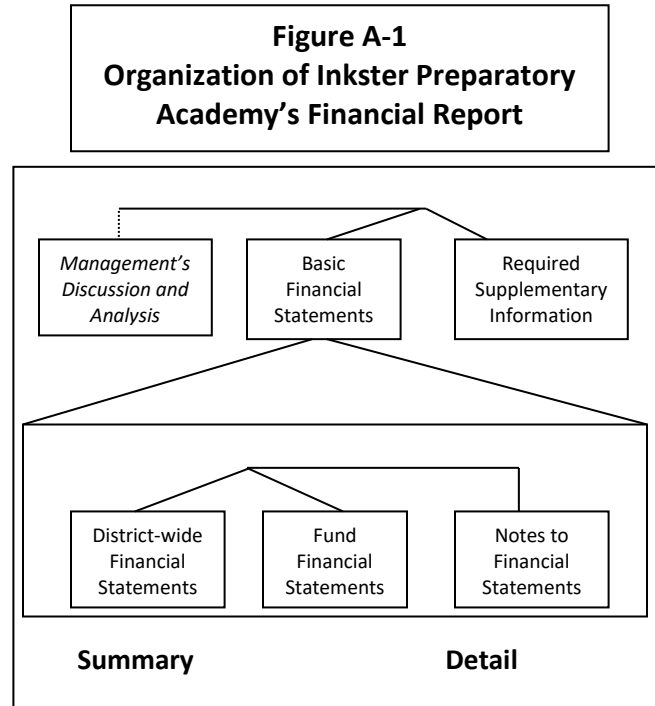 Figure A-1
Organization of Inkster Preparatory
Academy’s Financial Report
Management’s
Discussion and
Analysis
Basic
Financial
Statements
Required
Supplementary
Information
District-wide
Financial
Statements
Fund
Financial
Statements
Notes to
Financial
Statements
Summary
Detail